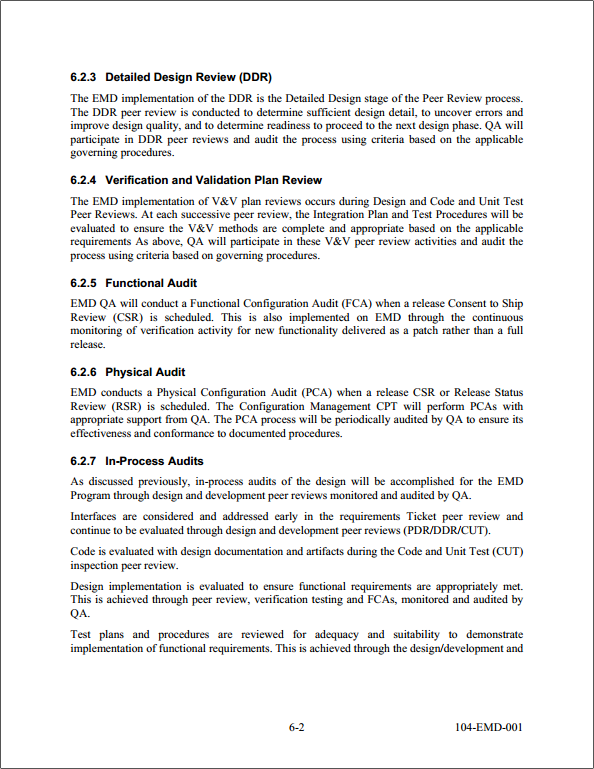 6.2.3 Detailed Design Review (DDR)
The EMD implementation of the DDR is the Detailed Design stage of the Peer Review process.
The DDR peer review is conducted to determine sufficient design detail, to uncover errors and
improve design quality, and to determine readiness to proceed to the next design phase. QA will
participate in DDR peer reviews and audit the process using criteria based on the applicable
governing procedures.
6.2.4 Verification and Validation Plan Review
The EMD implementation of V&V plan reviews occurs during Design and Code and Unit Test
Peer Reviews. At each successive peer review, the Integration Plan and Test Procedures will be
evaluated to ensure the V&V methods are complete and appropriate based on the applicable
requirements As above, QA will participate in these V&V peer review activities and audit the
process using criteria based on governing procedures.
6.2.5 Functional Audit
EMD QA will conduct a Functional Configuration Audit (FCA) when a release Consent to Ship
Review (CSR) is scheduled. This is also implemented on EMD through the continuous
monitoring of verification activity for new functionality delivered as a patch rather than a full
release.
6.2.6 Physical Audit
EMD conducts a Physical Configuration Audit (PCA) when a release CSR or Release Status
Review (RSR) is scheduled. The Configuration Management CPT will perform PCAs with
appropriate support from QA. The PCA process will be periodically audited by QA to ensure its
effectiveness and conformance to documented procedures.
6.2.7 In-Process Audits
As discussed previously, in-process audits of the design will be accomplished for the EMD
Program through design and development peer reviews monitored and audited by QA.
Interfaces are considered and addressed early in the requirements Ticket peer review and
continue to be evaluated through design and development peer reviews (PDR/DDR/CUT).
Code is evaluated with design documentation and artifacts during the Code and Unit Test (CUT)
inspection peer review.
Design implementation is evaluated to ensure functional requirements are appropriately met.
This is achieved through peer review, verification testing and FCAs, monitored and audited by
QA.
Test plans and procedures are reviewed for adequacy and suitability to demonstrate
implementation of functional requirements. This is achieved through the design/development and
6-2 104-EMD-001